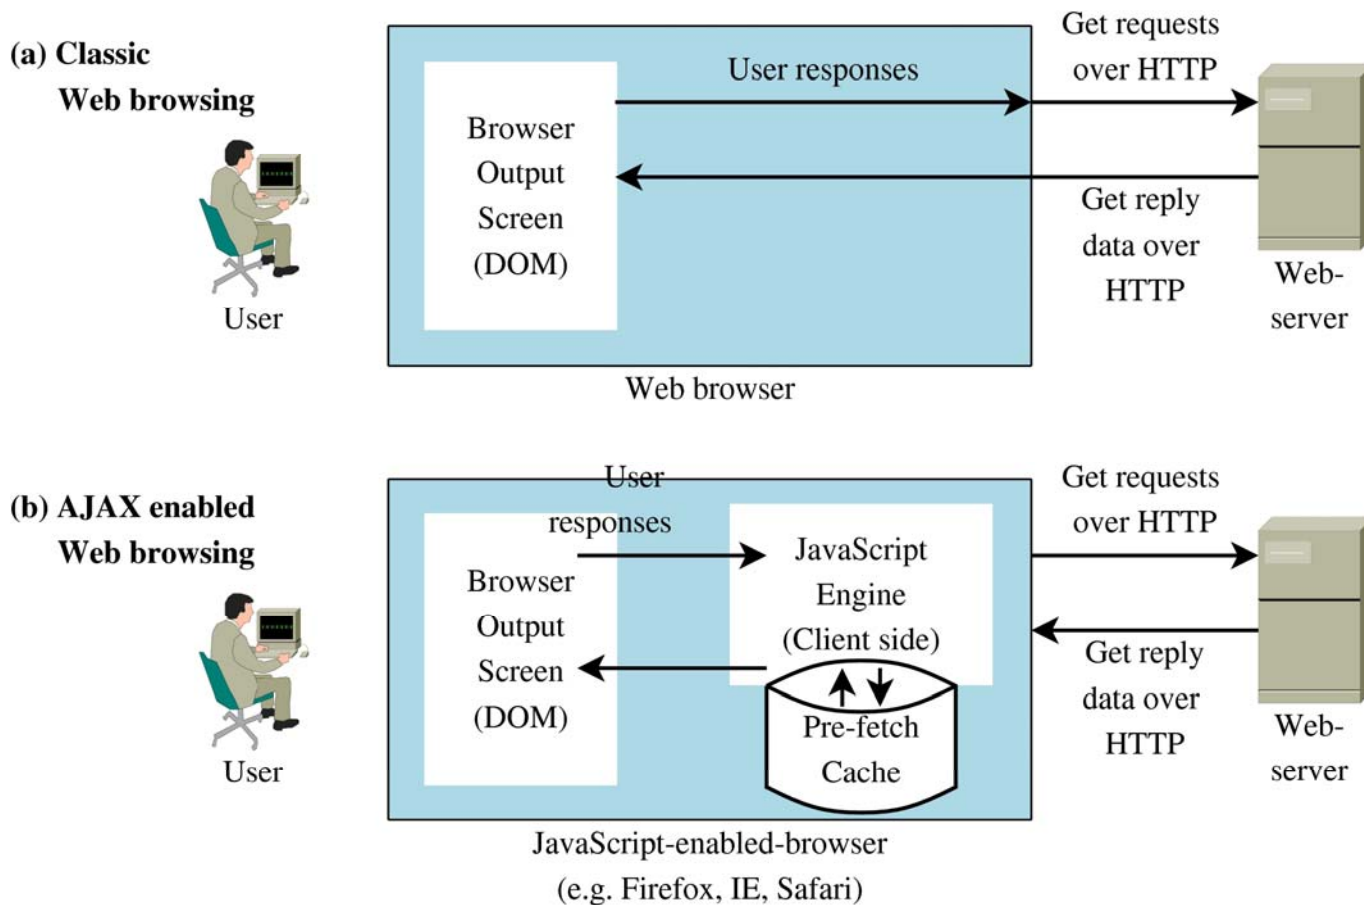 (a) Classic
Web browsing
User
Browser
Output
Screen
(DOM)
User responses
Web browser
Get requests
over HTTP
Get reply
data over
HTTP
Web-
server
(b) AJAX enabled
Web browsing
User
Browser
Output
Screen
(DOM)
User
responses
JavaScript
Engine
(Client side)
Pre-fetch
Cache
JavaScript-enabled-browser
(e.g. Firefox, IE, Safari)
Get requests
over HTTP
Get reply
data over
HTTP
Web-
server